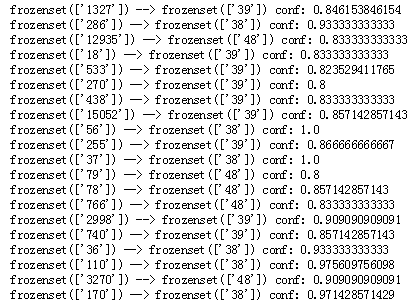 frozenset(['1327']) --> frozenset(['39']) conf: 0.846153846154
frozenset(['286']) --> frozenset(['38']) conf: 0.933333333333
frozenset(['12935']) --> frozenset(['48']) conf: 0.833333333333
frozenset(['18']) --> frozenset(['39']) conf: 0.833333333333
frozenset(['533']) --> frozenset(['39']) conf: 0.823529411765
frozenset(['270']) --> frozenset(['39']) conf: 0.8
frozenset(['438']) --> frozenset(['39']) conf: 0.833333333333
frozenset(['15052']) --> frozenset(['39']) conf: 0.857142857143
frozenset(['56']) --> frozenset(['38']) conf: 1.0
frozenset(['255']) --> frozenset(['39']) conf: 0.866666666667
frozenset(['37']) --> frozenset(['38']) conf: 1.0
frozenset(['79']) --> frozenset(['48']) conf: 0.8
frozenset(['78']) --> frozenset(['48']) conf: 0.857142857143
frozenset(['766']) --> frozenset(['48']) conf: 0.833333333333
frozenset(['2998']) --> frozenset(['39']) conf: 0.909090909091
frozenset(['740']) --> frozenset(['39']) conf: 0.857142857143
frozenset(['36']) --> frozenset(['38']) conf: 0.933333333333
frozenset(['110']) --> frozenset(['38']) conf: 0.975609756098
frozenset(['3270']) --> frozenset(['48']) conf: 0.909090909091
frozenset(['170']) --> frozenset(['38']) conf: 0.971428571429